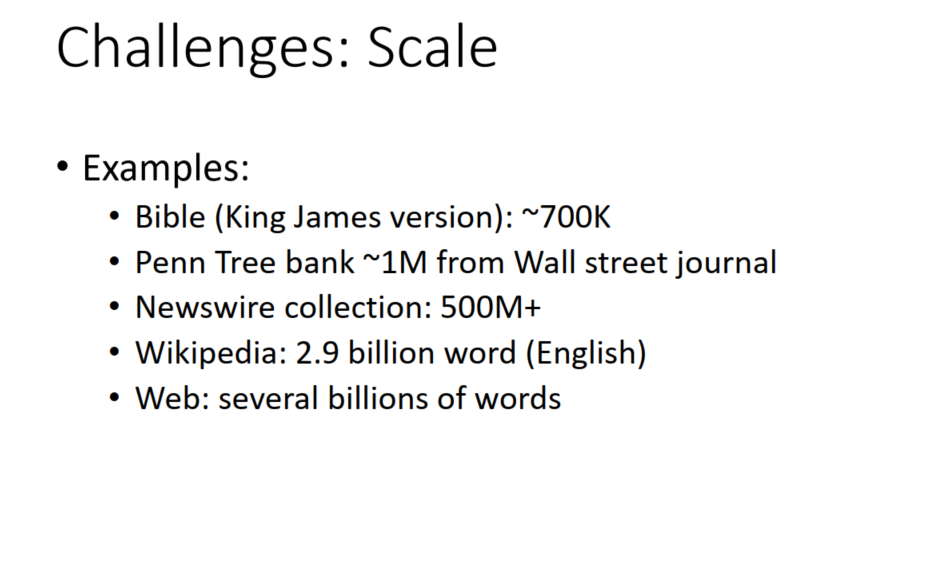 Challenges: Scale
• Examples:
• Bible (King James version): ~700K
• Penn Tree bank ~1M from Wall street journal
• Newswire collection: 500M+
• Wikipedia: 2.9 billion word (English)
• Web: several billions of words